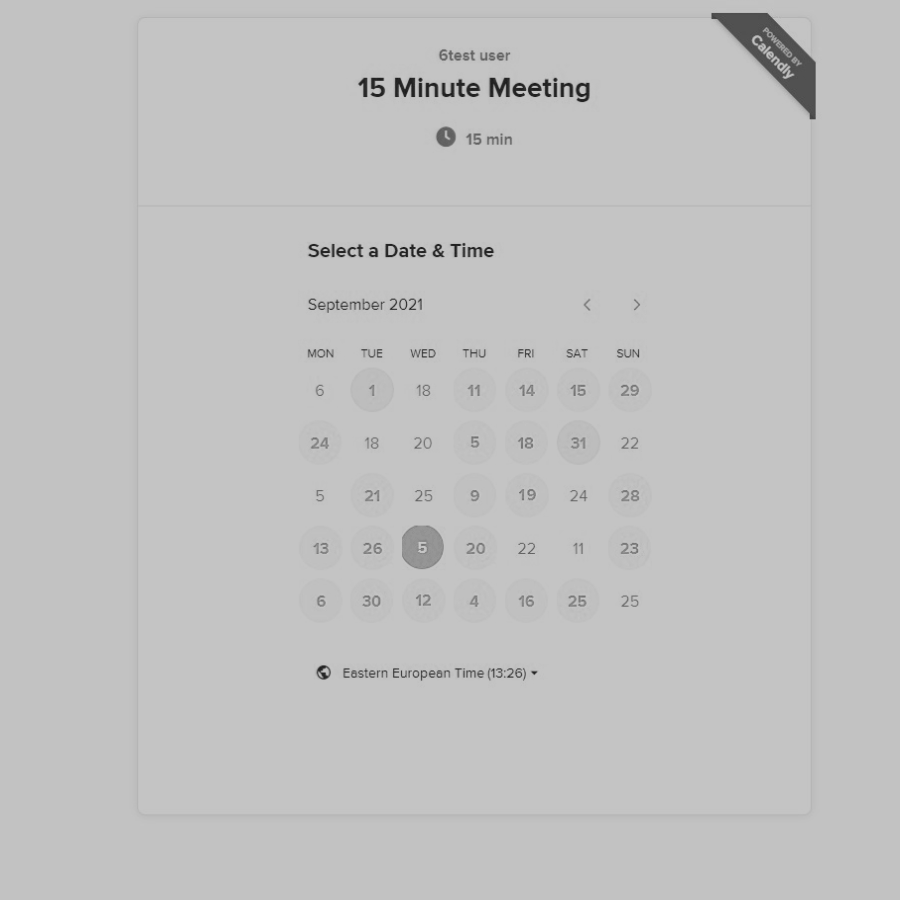 POWERED BY
Calendly
6test user
15 Minute Meeting
15 min
Select a Date & Time
September 2021
MON TUE WED THU FRI SAT SUN
6 1 18 11 14 15 29
24 18 20 5 18 31 22
5 21 25 9 19 24 28
13 26 5 20 22 11 23
6 30 12 4 16 25 25
Eastern European Time (13:26)